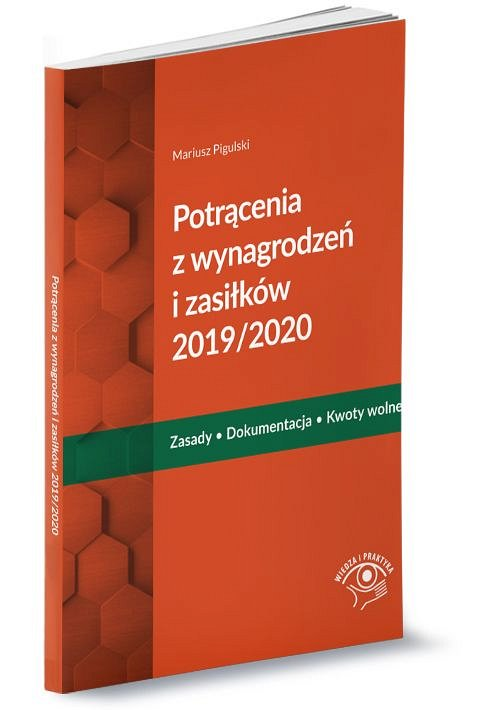 Mariusz Pigulski
Potrącenia
z wynagrodzeń
i zasiłków
2019/2020
Zasady • Dokumentacja • Kwoty wolne
WIEDZA I PRAKTYKA
Potrącenia z wynagrodzeń i zasiłków 2019/2020